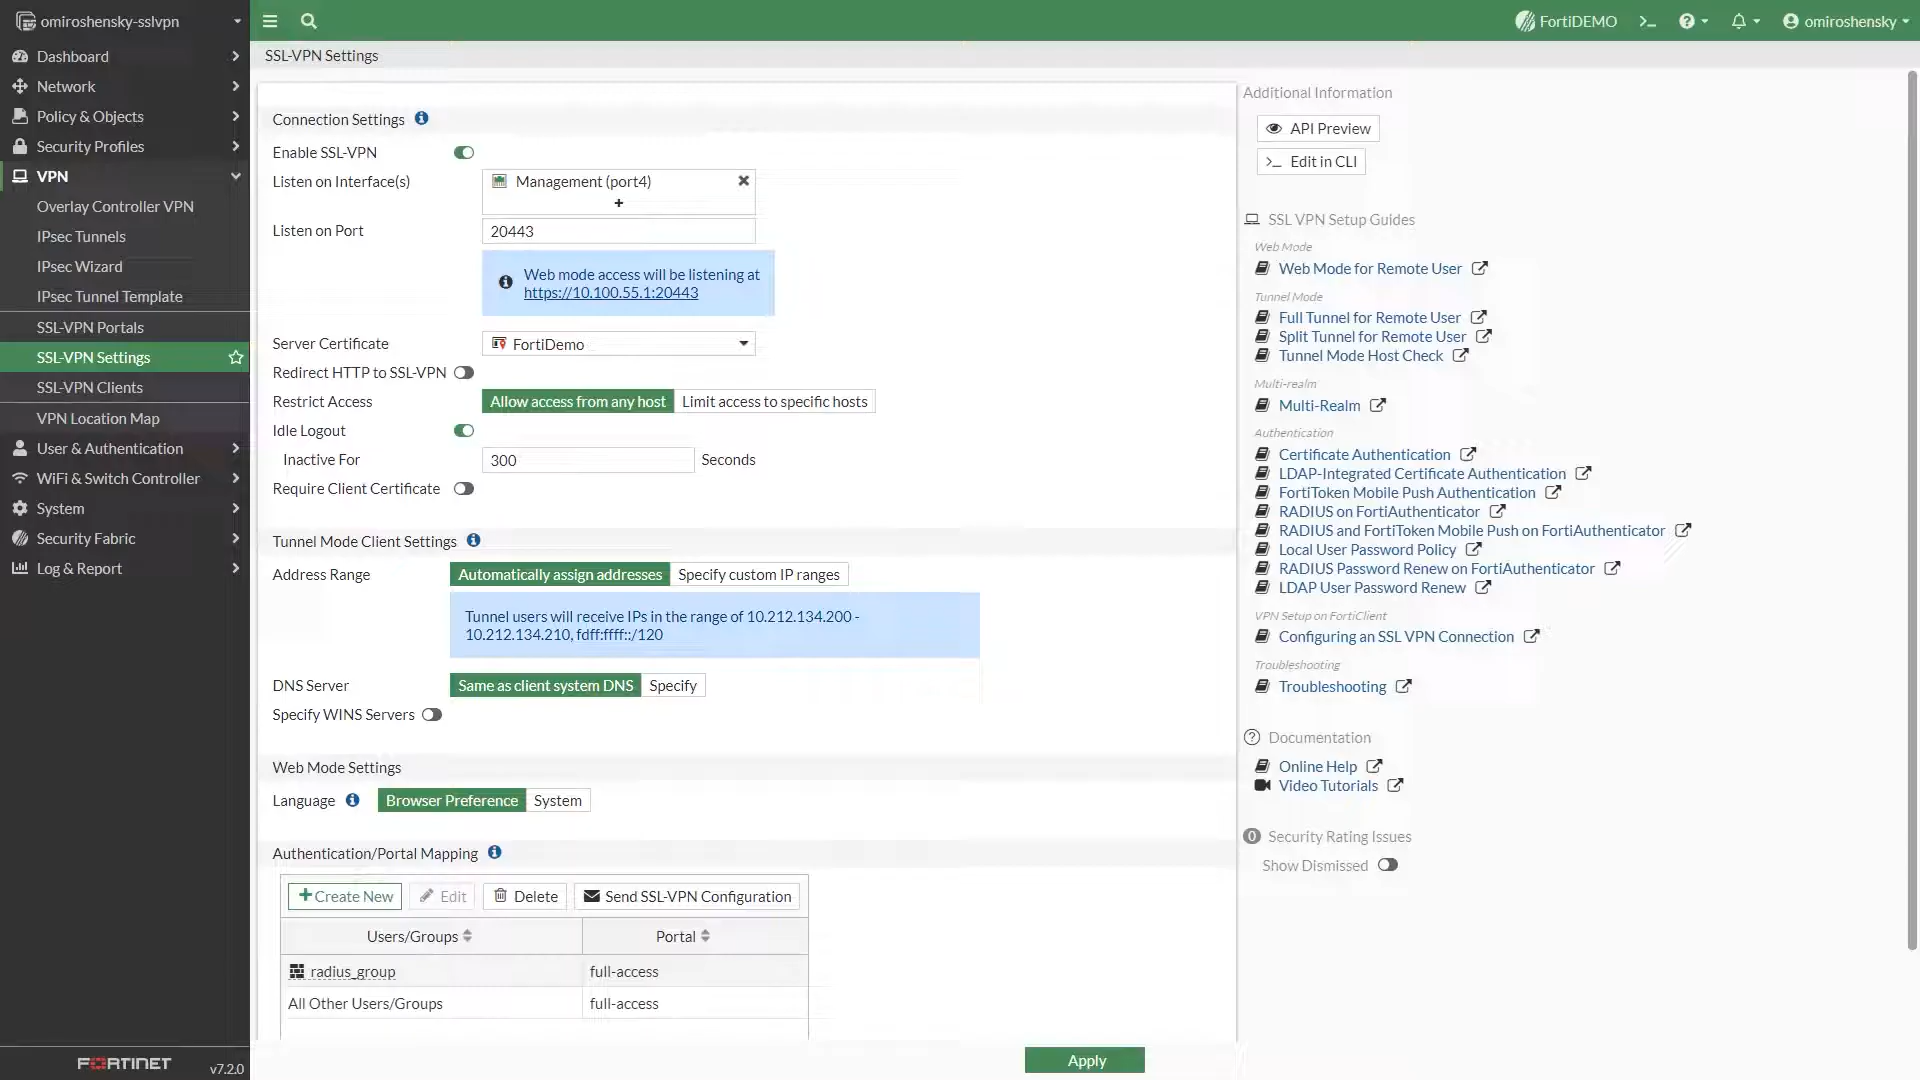 omiroshensky-sslvpn
FortiDEMO
omiroshensky
Dashboard
Network
Policy & Objects
Security Profiles
VPN
Overlay Controller VPN
IPsec Tunnels
IPsec Wizard
IPsec Tunnel Template
SSL-VPN Portals
SSL-VPN Settings
SSL-VPN Clients
VPN Location Map
User & Authentication
WiFi & Switch Controller
System
Security Fabric
Log & Report
FORTINET
v7.2.0
SSL-VPN Settings
Connection Settings
Enable SSL-VPN
Listen on Interface(s)
Management (port4)
+
Listen on Port
20443
Web mode access will be listening at
https://10.100.55.1:20443
Server Certificate
FortiDemo
Redirect HTTP to SSL-VPN
Restrict Access
Allow access from any host
Limit access to specific hosts
Idle Logout
Inactive For
300
Seconds
Require Client Certificate
Tunnel Mode Client Settings
Address Range
Automatically assign addresses
Specify custom IP ranges
Tunnel users will receive IPs in the range of 10.212.134.200 -
10.212.134.210, fdff:ffff::/120
DNS Server
Same as client system DNS
Specify
Specify WINS Servers
Web Mode Settings
Language
Browser Preference
System
Authentication/Portal Mapping
+ Create New
Edit
Delete
Send SSL-VPN Configuration
Users/Groups
Portal
radius_group
full-access
All Other Users/Groups
full-access
Apply
Additional Information
API Preview
>_ Edit in CLI
SSL VPN Setup Guides
Web Mode
Web Mode for Remote User
Tunnel Mode
Full Tunnel for Remote User
Split Tunnel for Remote User
Tunnel Mode Host Check
Multi-realm
Multi-Realm
Authentication
Certificate Authentication
LDAP-Integrated Certificate Authentication
FortiToken Mobile Push Authentication
RADIUS on FortiAuthenticator
RADIUS and FortiToken Mobile Push on FortiAuthenticator
Local User Password Policy
RADIUS Password Renew on FortiAuthenticator
LDAP User Password Renew
VPN Setup on FortiClient
Configuring an SSL VPN Connection
Troubleshooting
Troubleshooting
Documentation
Online Help
Video Tutorials
0 Security Rating Issues
Show Dismissed